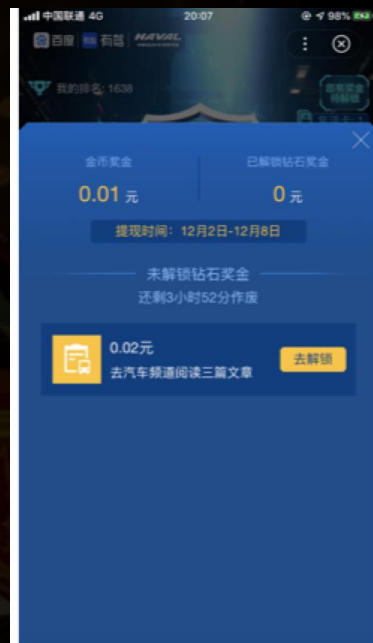 中国联通 4G 20:07 98%
百度 有驾 HAVAL
我的排名: 1638
金币奖金 已解锁钻石奖金
0.01 元 0 元
提现时间：12月2日-12月8日
未解锁钻石奖金
还剩3小时52分作废
0.02元
去汽车频道阅读三篇文章
去解锁